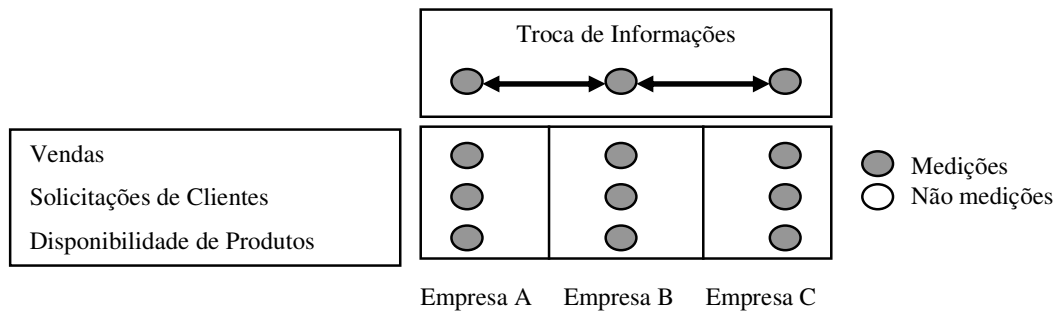 Troca de Informações
Vendas
Solicitações de Clientes
Disponibilidade de Produtos
Medições
Não medições
Empresa A
Empresa B
Empresa C